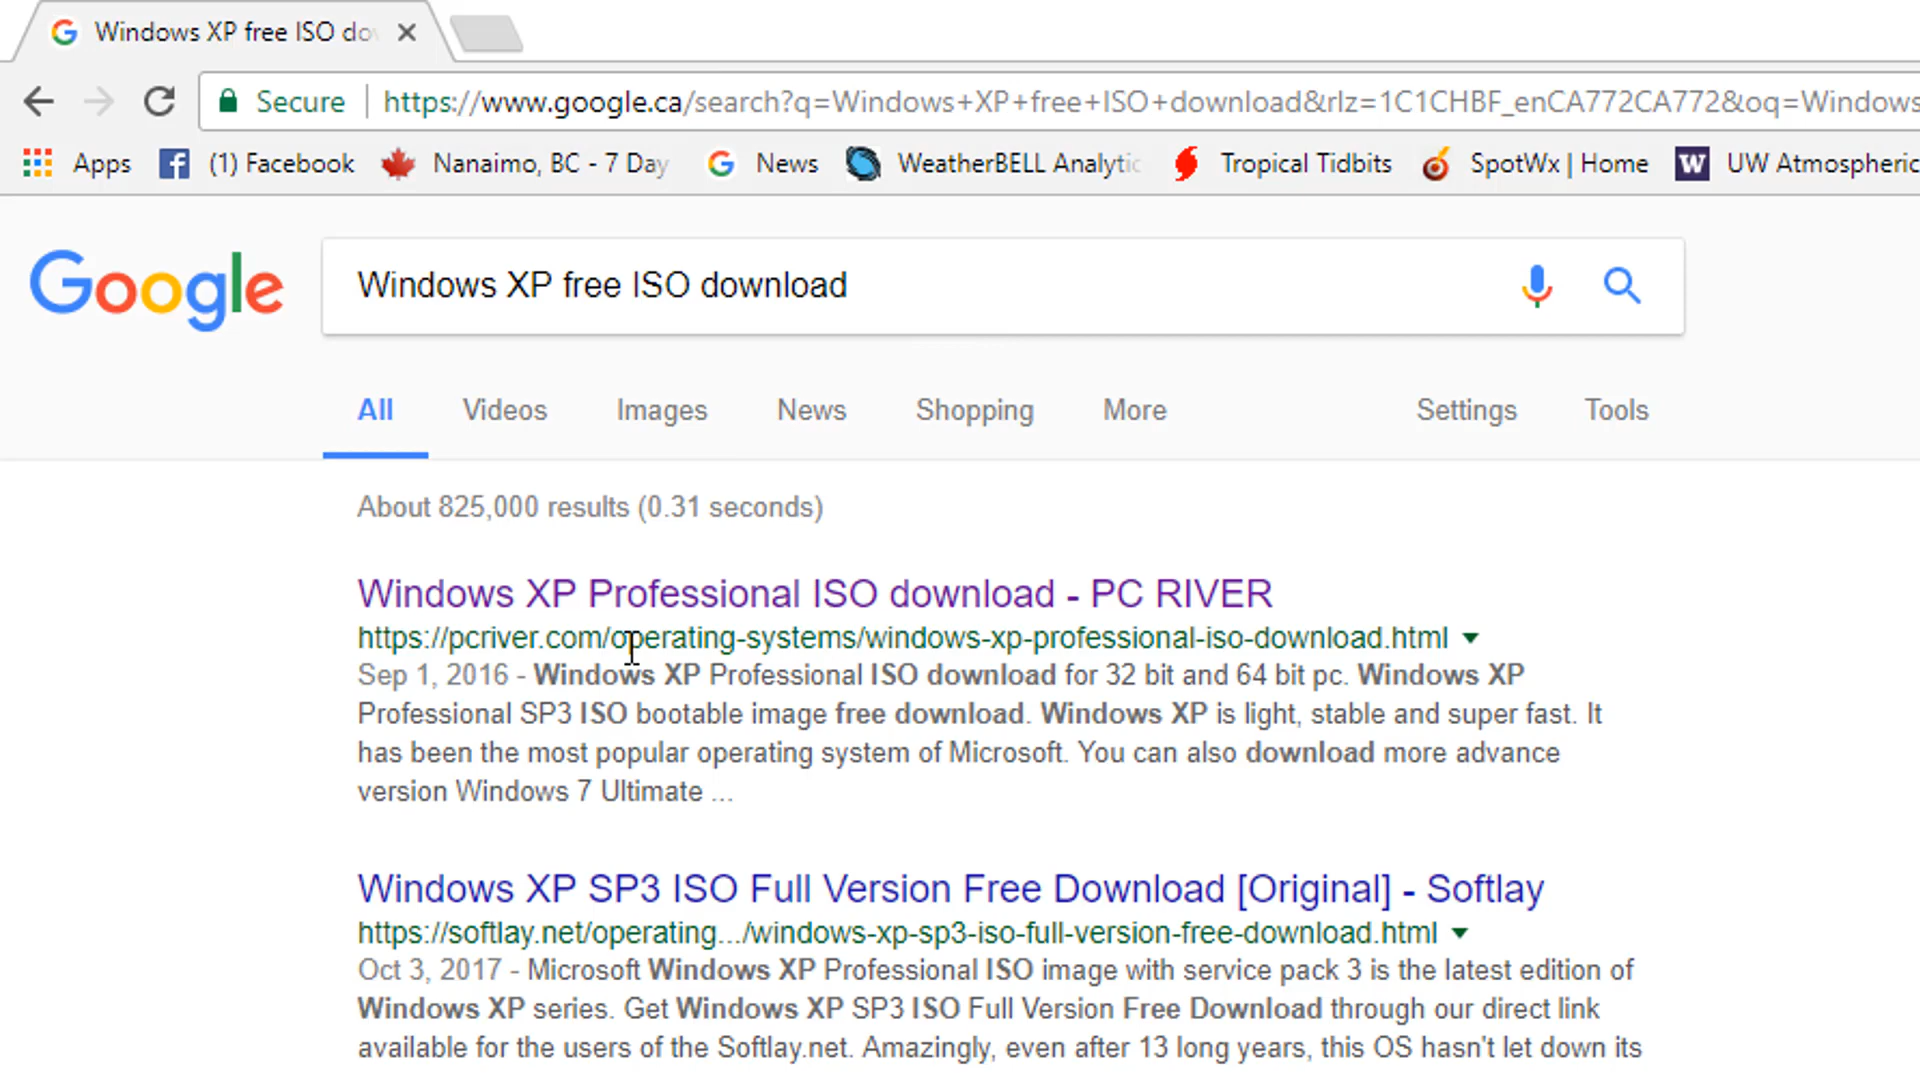 Windows XP free ISO do
Secure https://www.google.ca/search?q=Windows+XP+free+ISO+download&rlz=1C1CHBF_enCA772CA772&oq=Windows
Apps (1) Facebook Nanaimo, BC - 7 Day News WeatherBELL Analytic Tropical Tidbits SpotWx | Home W UW Atmospheric
Google Windows XP free ISO download
All Videos Images News Shopping More Settings Tools
About 825,000 results (0.31 seconds)
Windows XP Professional ISO download - PC RIVER
https://pcriver.com/operating-systems/windows-xp-professional-iso-download.html
Sep 1, 2016 - Windows XP Professional ISO download for 32 bit and 64 bit pc. Windows XP
Professional SP3 ISO bootable image free download. Windows XP is light, stable and super fast. It
has been the most popular operating system of Microsoft. You can also download more advance
version Windows 7 Ultimate ...
Windows XP SP3 ISO Full Version Free Download [Original] - Softlay
https://softlay.net/operating.../windows-xp-sp3-iso-full-version-free-download.html
Oct 3, 2017 - Microsoft Windows XP Professional ISO image with service pack 3 is the latest edition of
Windows XP series. Get Windows XP SP3 ISO Full Version Free Download through our direct link
available for the users of the Softlay.net. Amazingly, even after 13 long years, this OS hasn't let down its